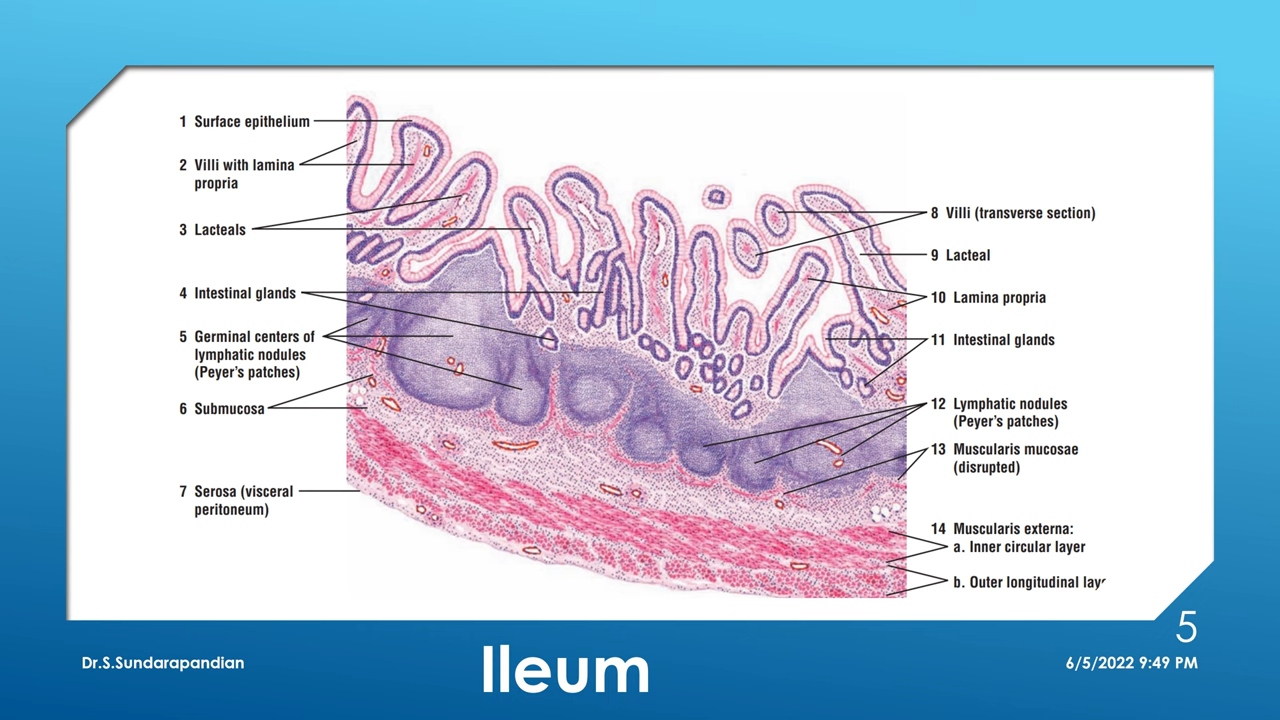 1 Surface epithelium
2 Villi with lamina
propria
3 Lacteals
4 Intestinal glands
5 Germinal centers of
lymphatic nodules
(Peyer's patches)
6 Submucosa
7 Serosa (visceral
peritoneum)
8 Villi (transverse section)
9 Lacteal
10 Lamina propria
11 Intestinal glands
12 Lymphatic nodules
(Peyer's patches)
13 Muscularis mucosae
(disrupted)
14 Muscularis externa:
a. Inner circular layer
b. Outer longitudinal
5
Dr.S.Sundarapandian
Ileum
6/5/2022 9:49 PM